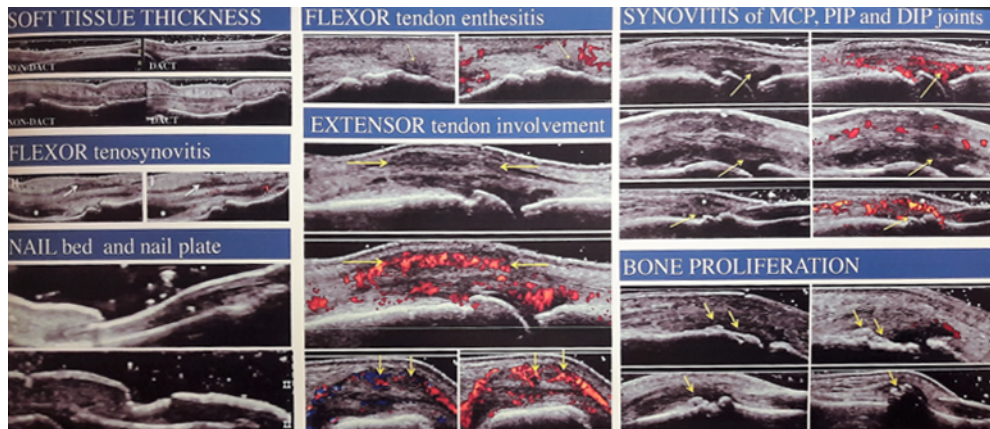 SOFT TISSUE THICKNESS
NON-DACT
DACT
NON-DACT
DACT
FLEXOR tenosynovitis
NAIL bed and nail plate
FLEXOR tendon enthesitis
EXTENSOR tendon involvement
SYNOVITIS of MCP, PIP and DIP joints
BONE PROLIFERATION